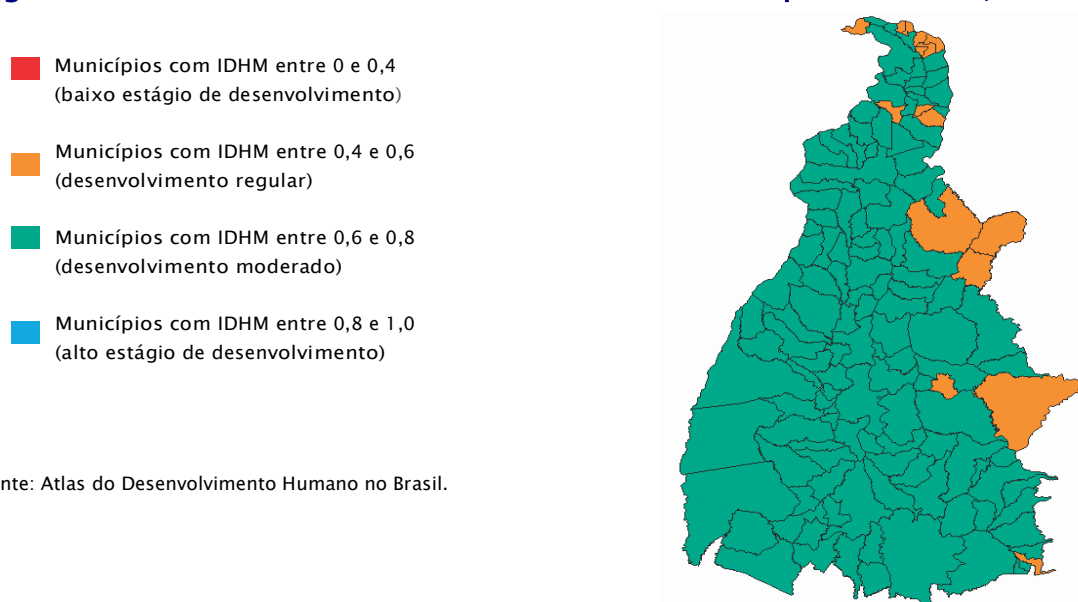 Municípios com IDHM entre 0 e 0,4
(baixo estágio de desenvolvimento)
Municípios com IDHM entre 0,4 e 0,6
(desenvolvimento regular)
Municípios com IDHM entre 0,6 e 0,8
(desenvolvimento moderado)
Municípios com IDHM entre 0,8 e 1,0
(alto estágio de desenvolvimento)
nte: Atlas do Desenvolvimento Humano no Brasil.